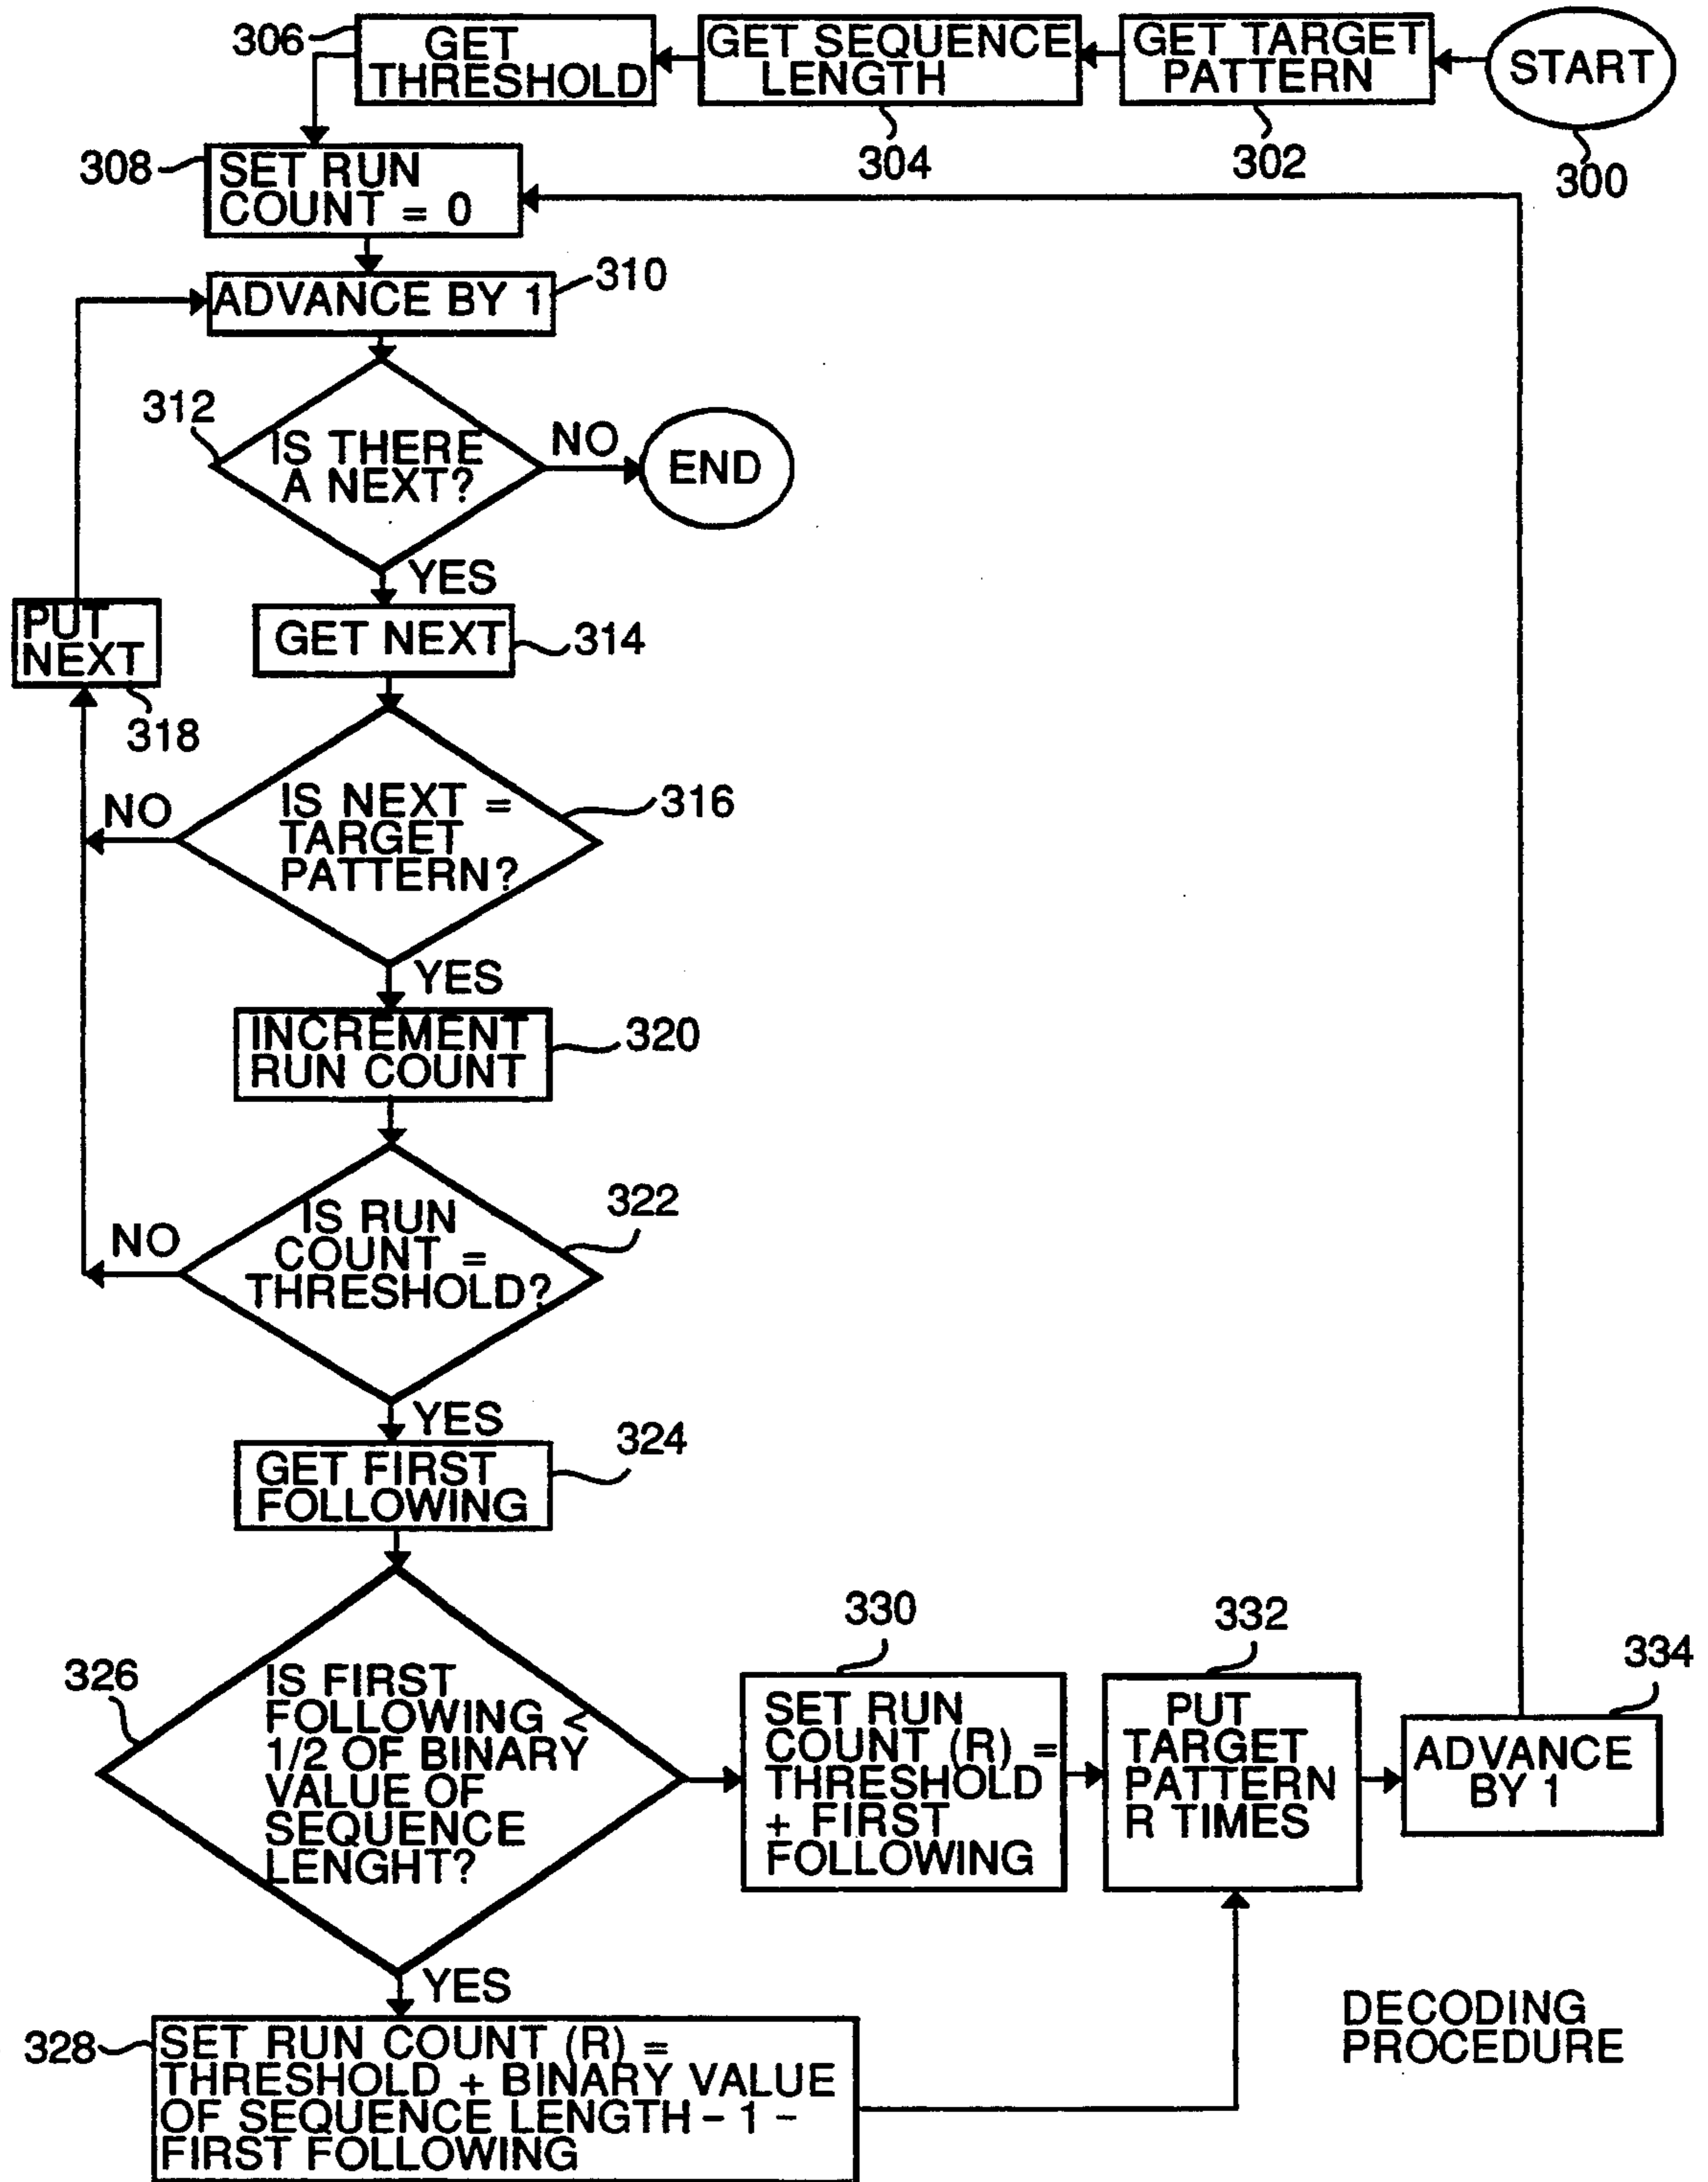 306
GET
THRESHOLD
GET SEQUENCE
LENGTH
GET TARGET
PATTERN
START
304
302
300
308
SET RUN
COUNT = 0
310
ADVANCE BY 1
312
IS THERE
A NEXT?
NO
END
YES
PUT
NEXT
GET NEXT
314
318
IS NEXT =
TARGET
PATTERN?
316
NO
YES
INCREMENT
RUN COUNT
320
322
IS RUN
COUNT =
THRESHOLD?
NO
YES
324
GET FIRST
FOLLOWING
326
IS FIRST
FOLLOWING <
1/2 OF BINARY
VALUE OF
SEQUENCE
LENGHT?
330
SET RUN
COUNT (R) =
THRESHOLD
+ FIRST
FOLLOWING
332
PUT
TARGET
PATTERN
R TIMES
334
ADVANCE
BY 1
YES
328
SET RUN COUNT (R) =
THRESHOLD + BINARY VALUE
OF SEQUENCE LENGTH - 1 -
FIRST FOLLOWING
DECODING
PROCEDURE